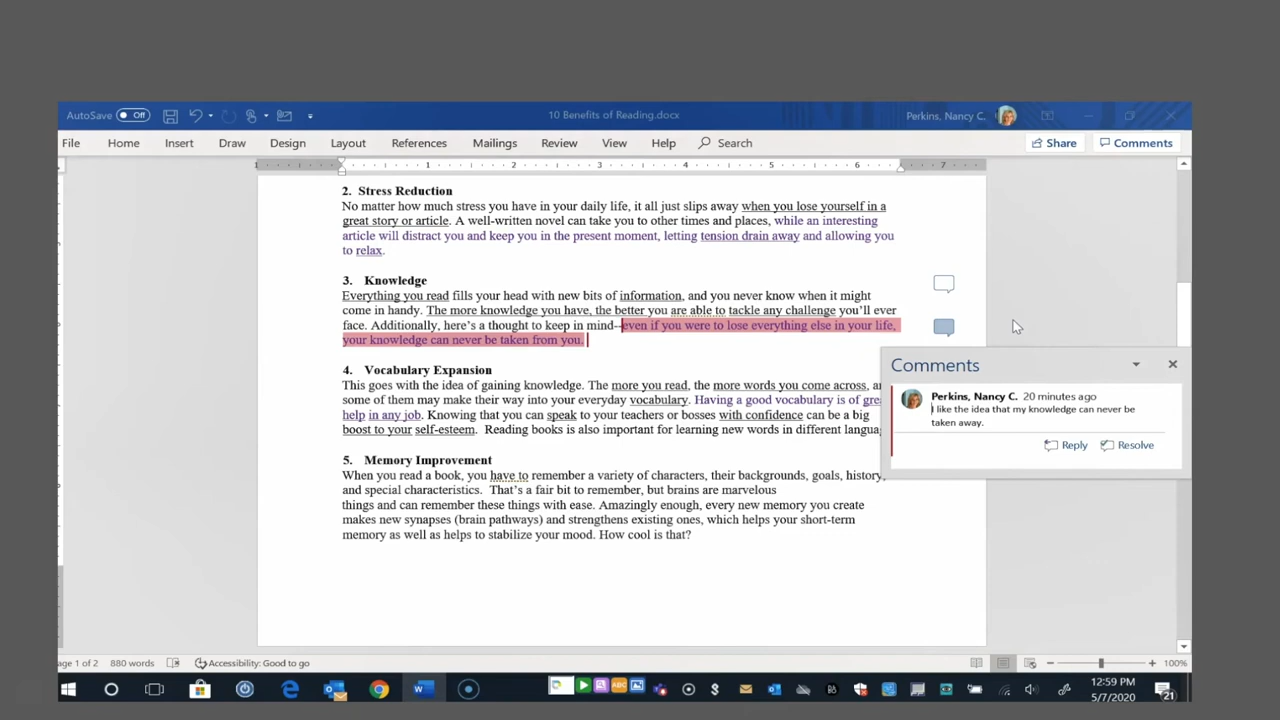 AutoSave Off 10 Benefits of Reading.docx Perkins, Nancy C.
File Home Insert Draw Design Layout References Mailings Review View Help Search Share Comments
1 1 2 3 4 5 6 7
2. Stress Reduction
No matter how much stress you have in your daily life, it all just slips away when you lose yourself in a
great story or article. A well-written novel can take you to other times and places, while an interesting
article will distract you and keep you in the present moment, letting tension drain away and allowing you
to relax.
3. Knowledge
Everything you read fills your head with new bits of information, and you never know when it might
come in handy. The more knowledge you have, the better you are able to tackle any challenge you'll ever
face. Additionally, here's a thought to keep in mind--even if you were to lose everything else in your life,
your knowledge can never be taken from you.
4. Vocabulary Expansion
This goes with the idea of gaining knowledge. The more you read, the more words you come across,
some of them may make their way into your everyday vocabulary. Having a good vocabulary is of
help in any job. Knowing that you can speak to your teachers or bosses with confidence can be a big
boost to your self-esteem. Reading books is also important for learning new words in different
5. Memory Improvement
When you read a book, you have to remember a variety of characters, their backgrounds, goals, history,
and special characteristics. That's a fair bit to remember, but brains are marvelous
things and can remember these things with ease. Amazingly enough, every new memory you create
makes new synapses (brain pathways) and strengthens existing ones, which helps your short-term
memory as well as helps to stabilize your mood. How cool is that?
Comments
Perkins, Nancy C. 20 minutes ago
I like the idea that my knowledge can never be
taken away.
Reply Resolve
age 1 of 2 880 words Accessibility: Good to go 100%
ABC 12:59 PM
5/7/2020 21